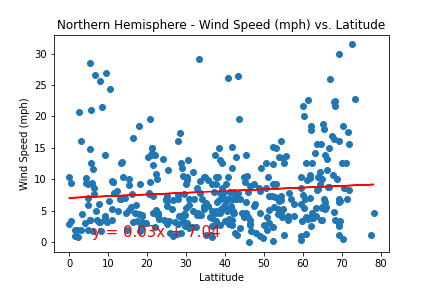 Northern Hemisphere - Wind Speed (mph) vs. Latitude
Wind Speed (mph)
30
25
20
15
10
5
0
y = 0.03x + 7.04
0 10 20 30 40 50 60 70 80
Lattitude